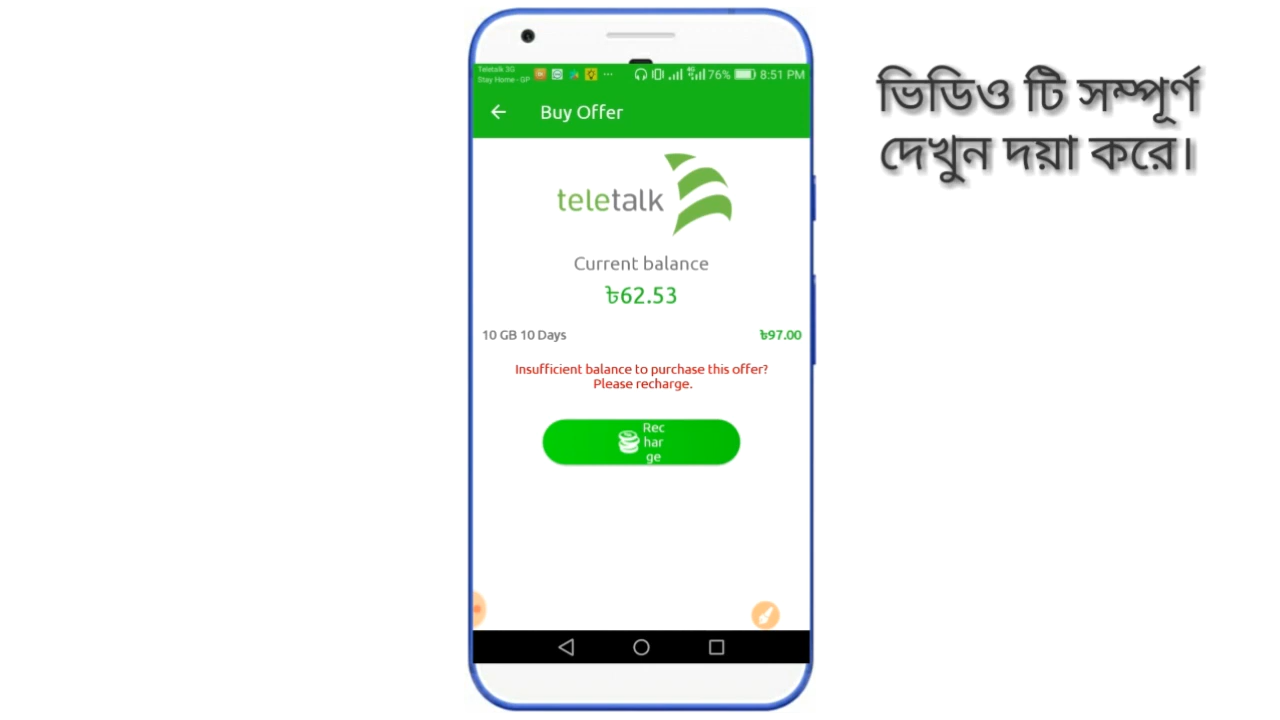 Teletalk 3G
Stay Home - GP
4G
76%
8:51 PM
Buy Offer
teletalk
Current balance
৳62.53
10 GB 10 Days
৳97.00
Insufficient balance to purchase this offer?
Please recharge.
Rec
har
ge
ভিডিও টি সম্পূর্ণ
দেখুন দয়া করে।